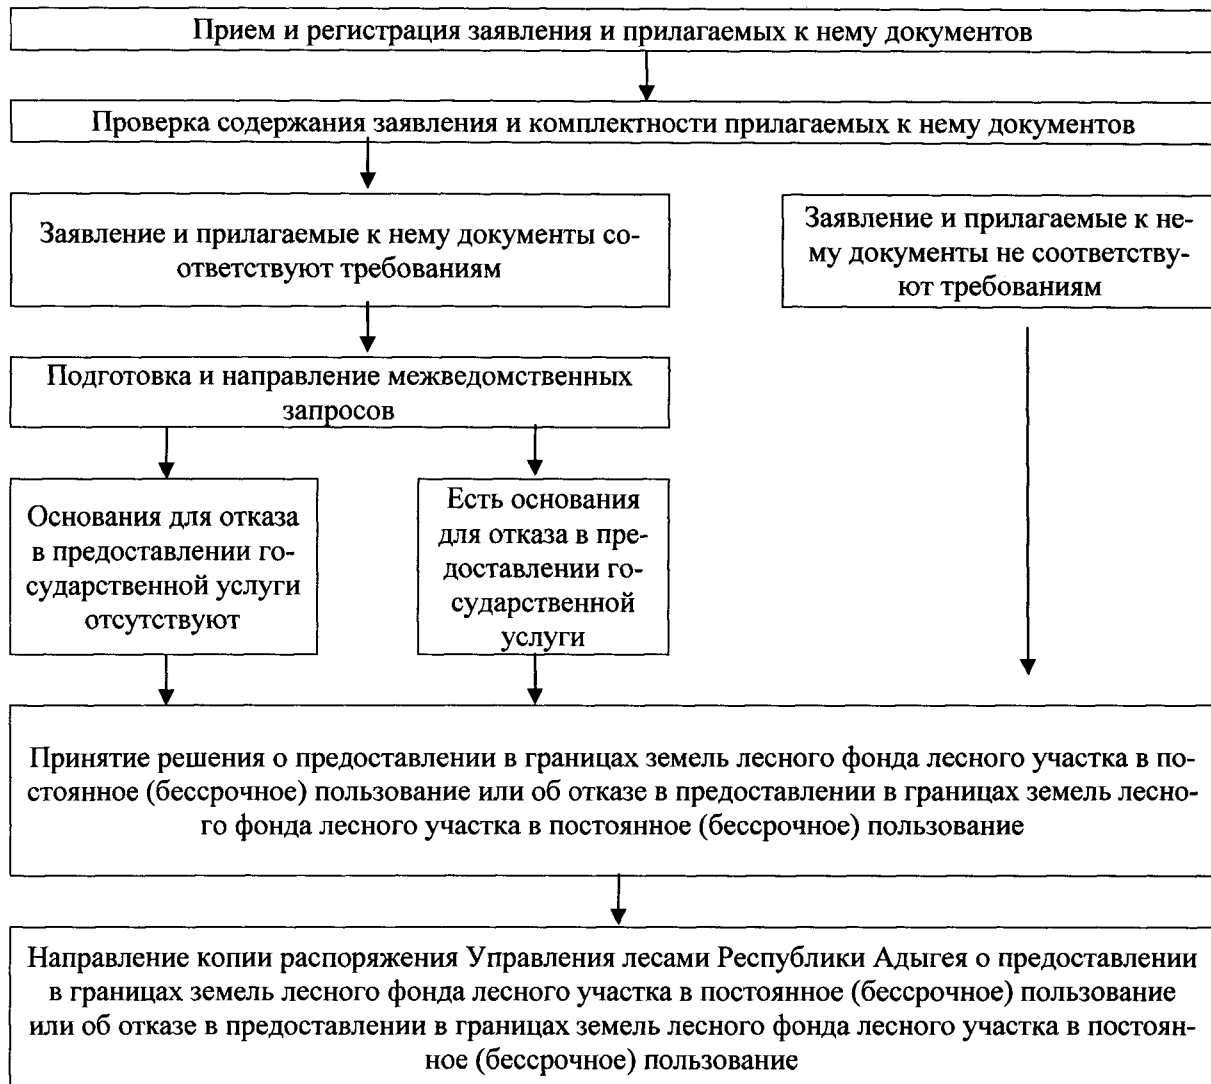 Прием и регистрация заявления и прилагаемых к нему документов
Проверка содержания заявления и комплектности прилагаемых к нему документов
Заявление и прилагаемые к нему документы со-
ответствуют требованиям
Заявление и прилагаемые к не-
му документы не соответству-
ют требованиям
Подготовка и направление межведомственных
запросов
Основания для отказа
в предоставлении го-
сударственной услуги
отсутствуют
Есть основания
для отказа в пре-
доставлении го-
сударственной
услуги
Принятие решения о предоставлении в границах земель лесного фонда лесного участка в по-
стоянное (бессрочное) пользование или об отказе в предоставлении в границах земель лесно-
го фонда лесного участка в постоянное (бессрочное) пользование
Направление копии распоряжения Управления лесами Республики Адыгея о предоставлении
в границах земель лесного фонда лесного участка в постоянное (бессрочное) пользование
или об отказе в предоставлении в границах земель лесного фонда лесного участка в постоян-
ное (бессрочное) пользование